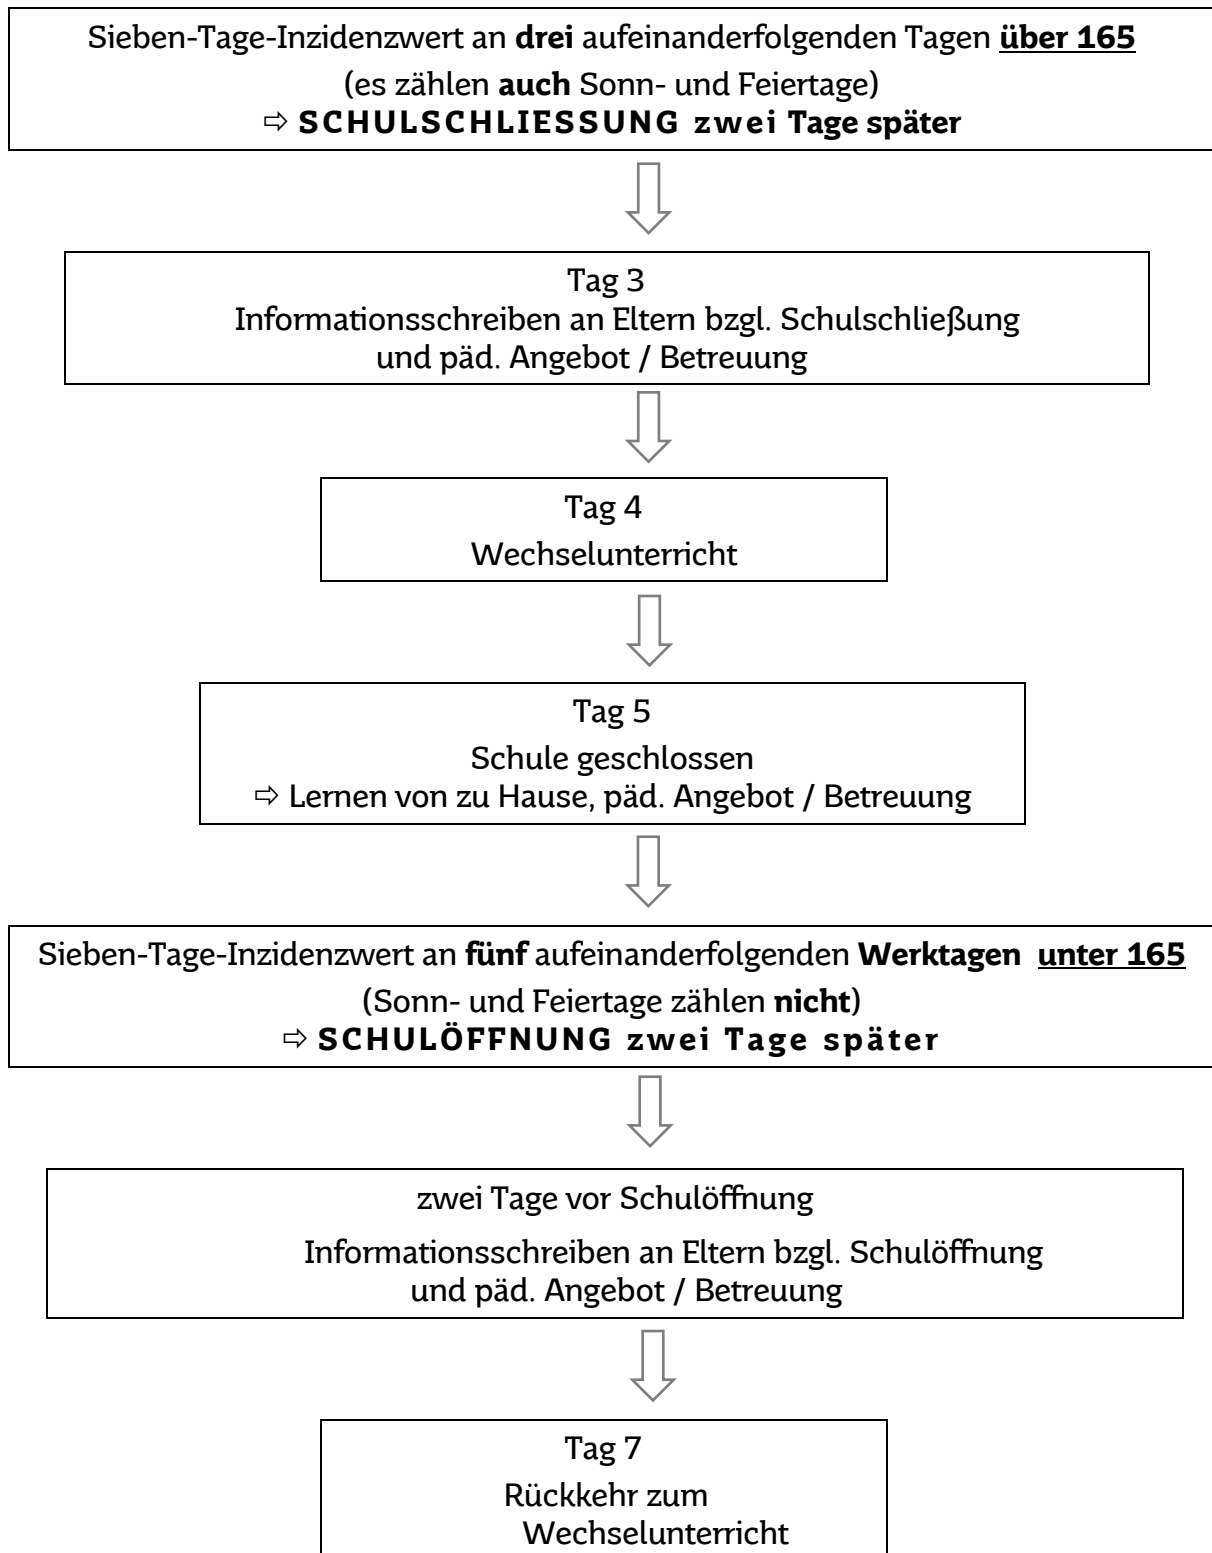 Sieben-Tage-Inzidenzwert an drei aufeinanderfolgenden Tagen über 165
(es zählen auch Sonn- und Feiertage)
⇨ SCHULSCHLIESSUNG zwei Tage später
Tag 3
Informationsschreiben an Eltern bzgl. Schulschließung
und päd. Angebot / Betreuung
Tag 4
Wechselunterricht
Tag 5
Schule geschlossen
⇨ Lernen von zu Hause, päd. Angebot / Betreuung
Sieben-Tage-Inzidenzwert an fünf aufeinanderfolgenden Werktagen unter 165
(Sonn- und Feiertage zählen nicht)
⇨ SCHULÖFFNUNG zwei Tage später
zwei Tage vor Schulöffnung
Informationsschreiben an Eltern bzgl. Schulöffnung
und päd. Angebot / Betreuung
Tag 7
Rückkehr zum
Wechselunterricht